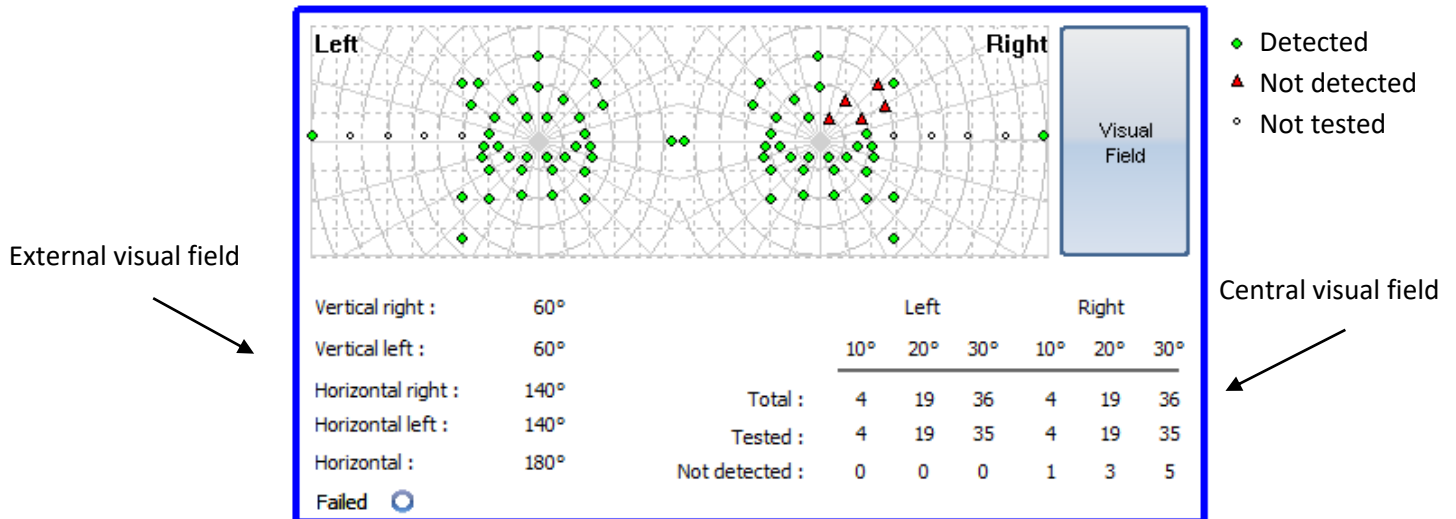 Left
Right
Visual
Field
Detected
Not detected
Not tested
External visual field
Central visual field
Vertical right : 60°
Vertical left : 60°
Horizontal right : 140°
Horizontal left : 140°
Horizontal : 180°
Failed
Left Right
10° 20° 30° 10° 20° 30°
Total : 4 19 36 4 19 36
Tested : 4 19 35 4 19 35
Not detected : 0 0 0 1 3 5